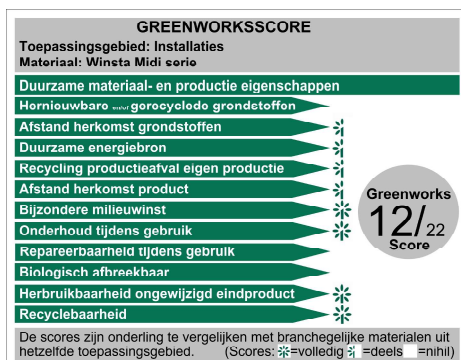 GREENWORKSSCORE
Toepassingsgebied: Installaties
Materiaal: Winsta Midi serie
Duurzame materiaal- en productie eigenschappen
Hernieuwbare en/of gerecyclede grondstoffen
Afstand herkomst grondstoffen
Duurzame energiebron
Recycling productieafval eigen productie
Afstand herkomst product
Bijzondere milieuwinst
Onderhoud tijdens gebruik
Repareerbaarheid tijdens gebruik
Biologisch afbreekbaar
Herbruikbaarheid ongewijzigd eindproduct
Recyclebaarheid
Greenworks
12/22
Score
De scores zijn onderling te vergelijken met branchegelijke materialen uit
hetzelfde toepassingsgebied. (Scores: =volledig =deels =nihil)